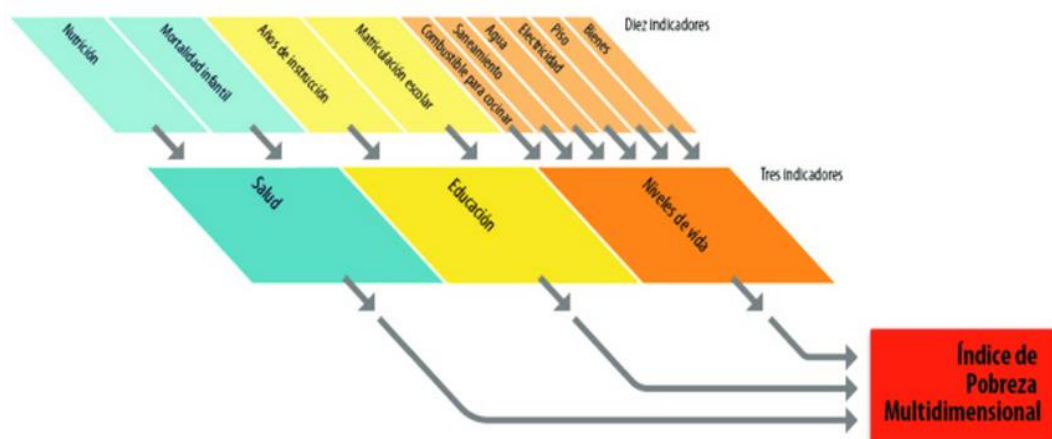 Nutrición
Mortalidad infantil
Años de instrucción
Matriculación escolar
Combustible para cocinar
Saneamiento
Agua
Electricidad
Piso
Bienes
Diez indicadores
Salud
Educación
Niveles de vida
Tres indicadores
Índice de
Pobreza
Multidimensional